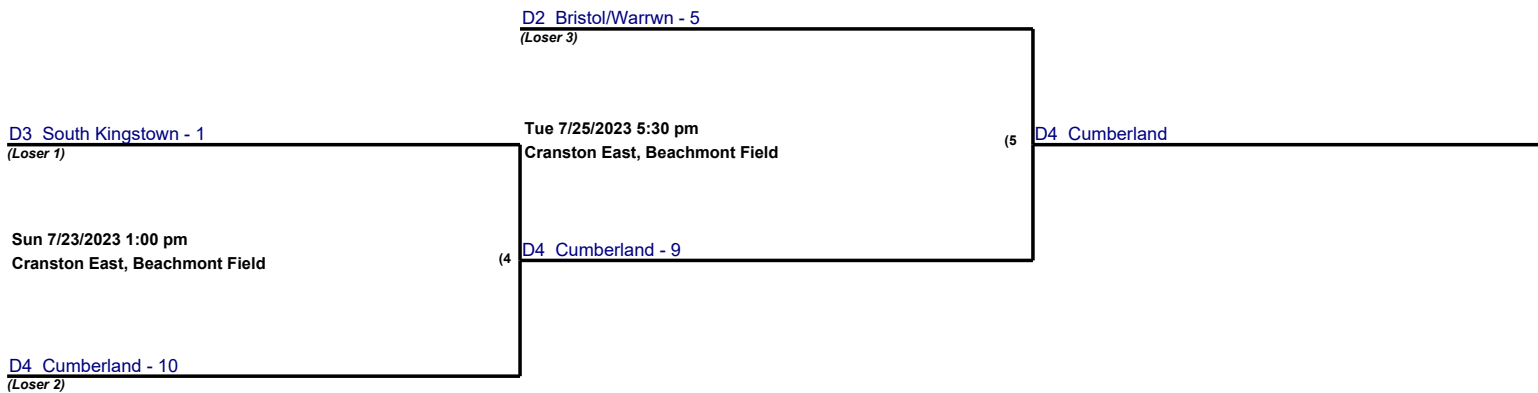 D2  Bristol/Warrwn - 5
(Loser 3)
D3  South Kingstown - 1
(Loser 1)
Tue 7/25/2023 5:30 pm
Cranston East, Beachmont Field
(5
D4  Cumberland
Sun 7/23/2023 1:00 pm
Cranston East, Beachmont Field
(4
D4  Cumberland - 9
D4  Cumberland - 10
(Loser 2)